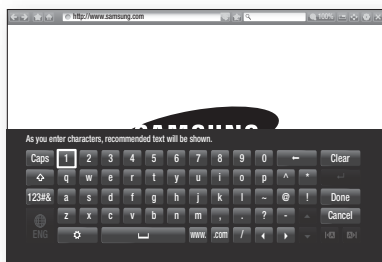 http://www.samsung.com 100%
SAMSUNG
As you enter characters, recommended text will be shown.
Caps 1 2 3 4 5 6 7 8 9 0 Clear
q w e r t y u i o p ^ *
123#& a s d f g h j k l ~ @ ! Done
z x c v b n m , . ? - Cancel
ENG www. .com /